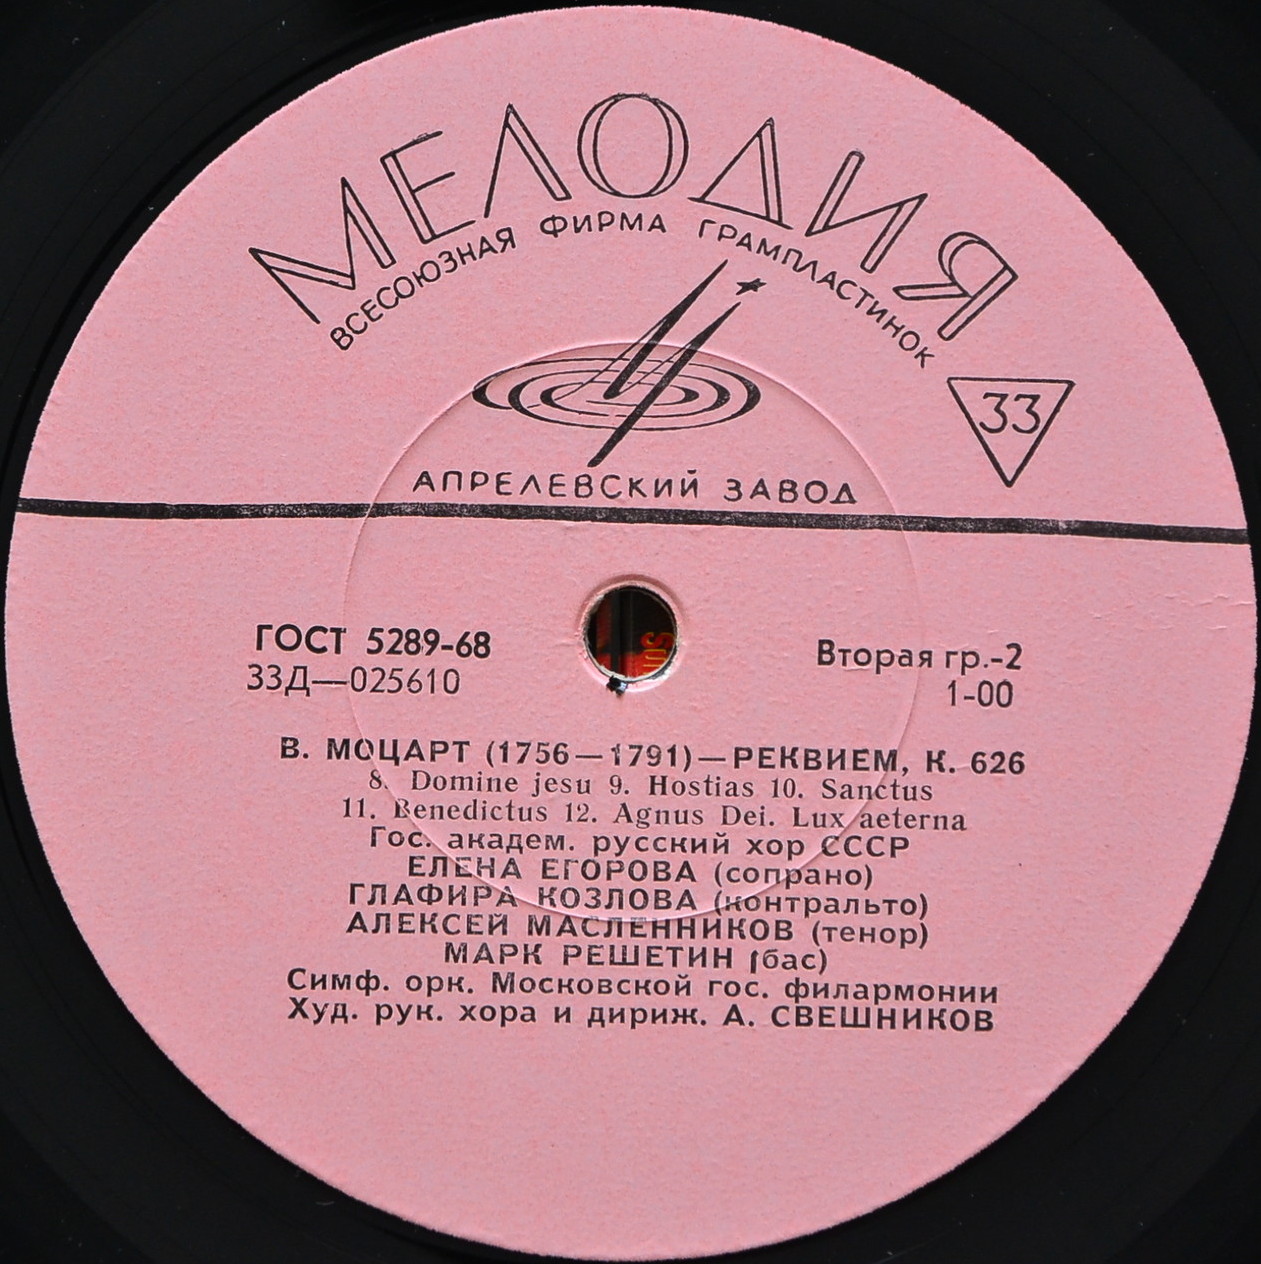 МЕЛОДИЯ
ВСЕСОЮЗНАЯ ФИРМА ГРАМПЛАСТИНОК
33
АПРЕЛЕВСКИЙ ЗАВОД
ГОСТ 5289-68
Вторая гр.-2
33Д—025610
1-00
В. МОЦАРТ (1756—1791)—РЕКВИЕМ, К. 626
8. Domine jesu 9. Hostias 10. Sanctus
11. Benedictus 12. Agnus Dei. Lux aeterna
Гос. академ. русский хор СССР
ЕЛЕНА ЕГОРОВА (сопрано)
ГЛАФИРА КОЗЛОВА (контральто)
АЛЕКСЕЙ МАСЛЕННИКОВ (тенор)
МАРК РЕШЕТИН (бас)
Симф. орк. Московской гос. филармонии
Худ. рук. хора и дириж. А. СВЕШНИКОВ